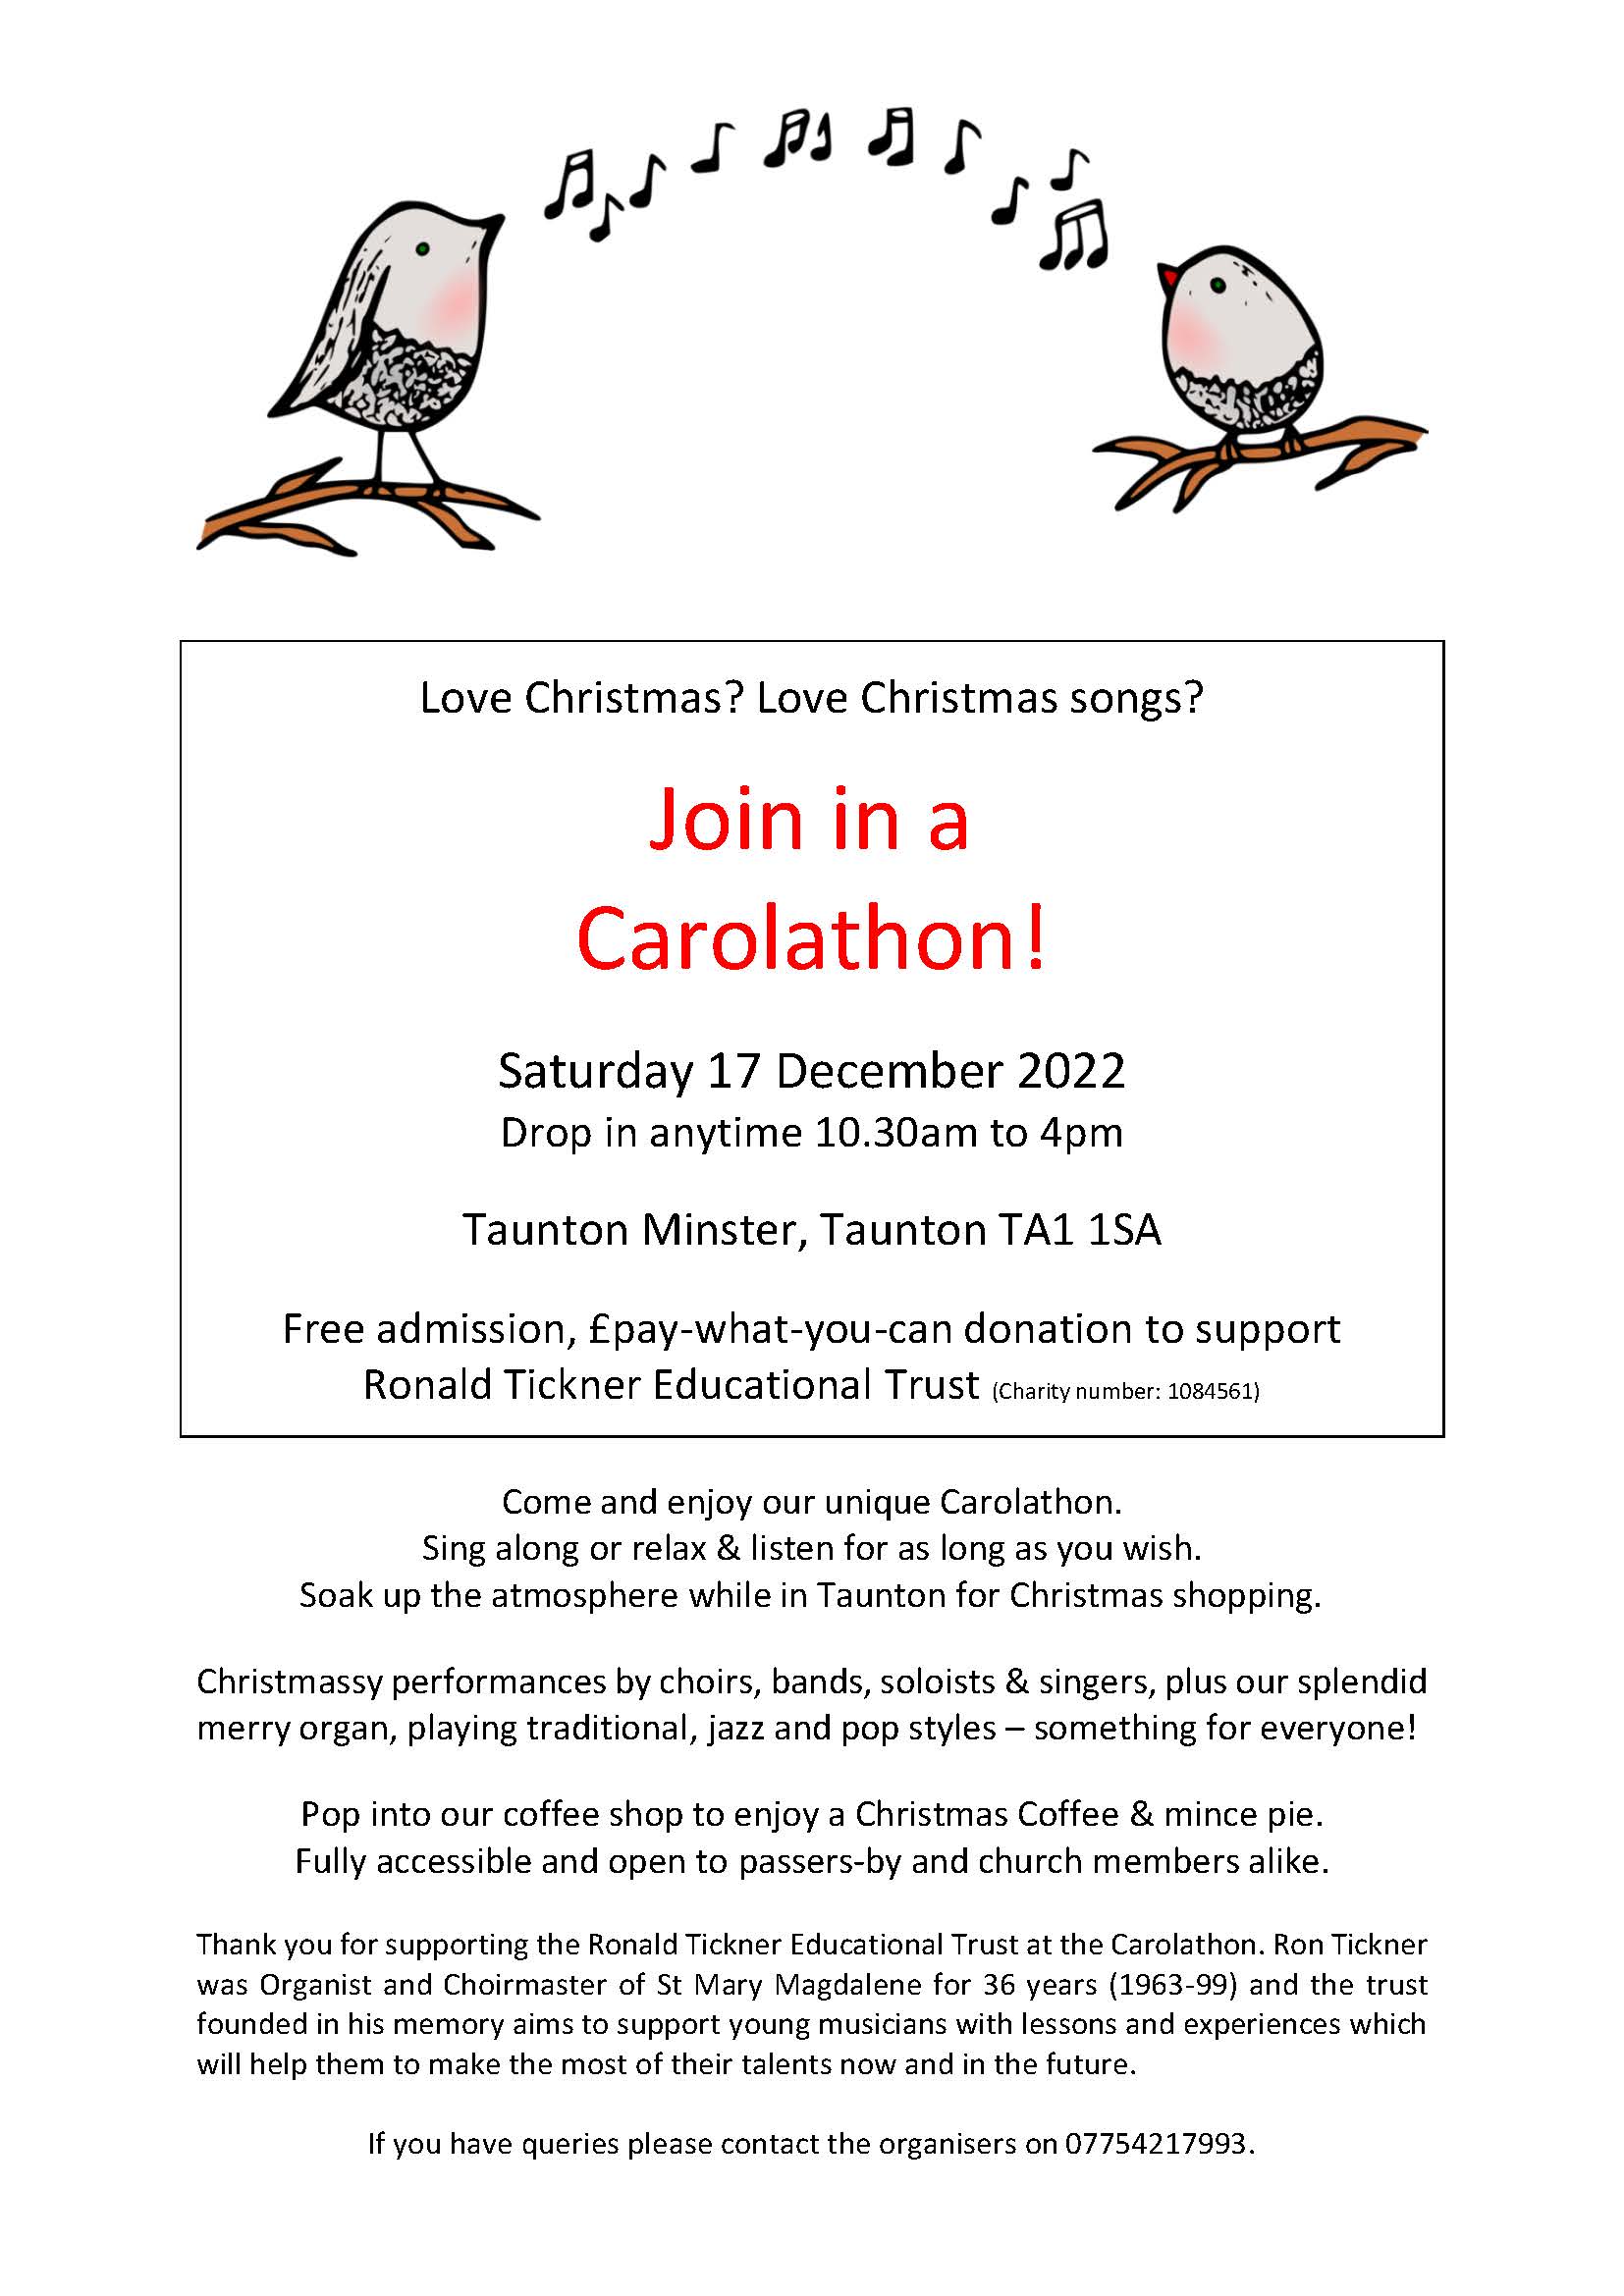 Love Christmas? Love Christmas songs?
Join in a
Carolathon!
Saturday 17 December 2022
Drop in anytime 10.30am to 4pm
Taunton Minster, Taunton TA1 1SA
Free admission, £pay-what-you-can donation to support
Ronald Tickner Educational Trust (Charity number: 1084561)
Come and enjoy our unique Carolathon.
Sing along or relax & listen for as long as you wish.
Soak up the atmosphere while in Taunton for Christmas shopping.
Christmassy performances by choirs, bands, soloists & singers, plus our splendid
merry organ, playing traditional, jazz and pop styles – something for everyone!
Pop into our coffee shop to enjoy a Christmas Coffee & mince pie.
Fully accessible and open to passers-by and church members alike.
Thank you for supporting the Ronald Tickner Educational Trust at the Carolathon. Ron Tickner
was Organist and Choirmaster of St Mary Magdalene for 36 years (1963-99) and the trust
founded in his memory aims to support young musicians with lessons and experiences which
will help them to make the most of their talents now and in the future.
If you have queries please contact the organisers on 07754217993.